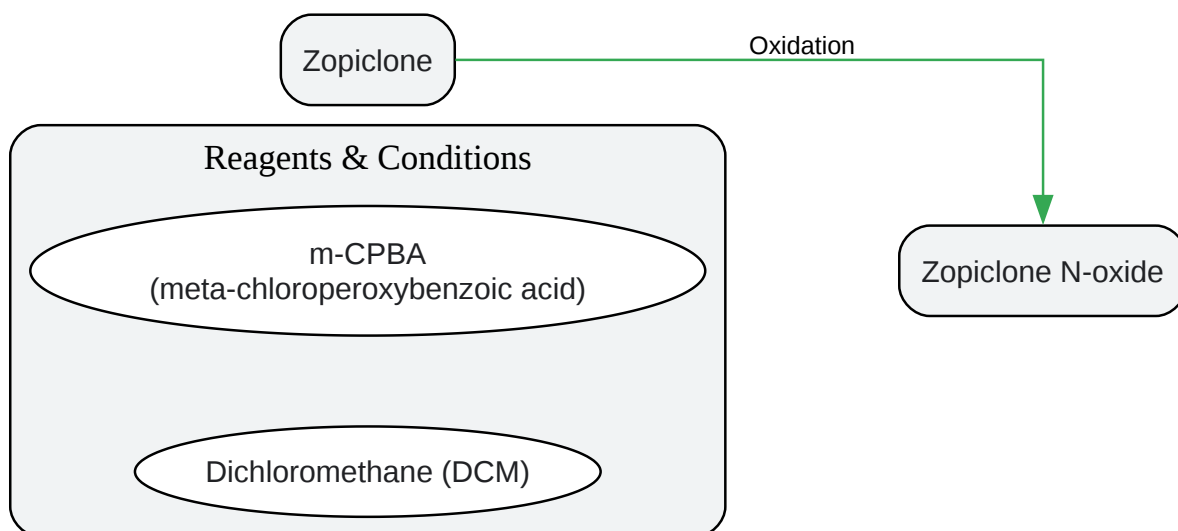 Zopiclone
Oxidation
Reagents & Conditions
m-CPBA
(meta-chloroperoxybenzoic acid)
Zopiclone N-oxide
Dichloromethane (DCM)